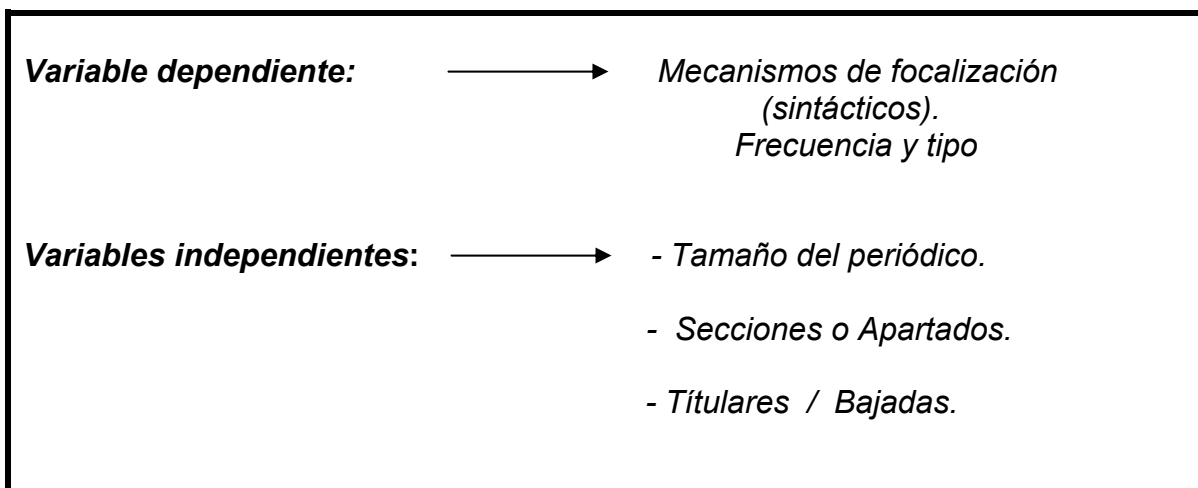 Variable dependiente: Mecanismos de focalización
(sintácticos).
Frecuencia y tipo
Variables independientes: - Tamaño del periódico.
- Secciones o Apartados.
- Títulares / Bajadas.